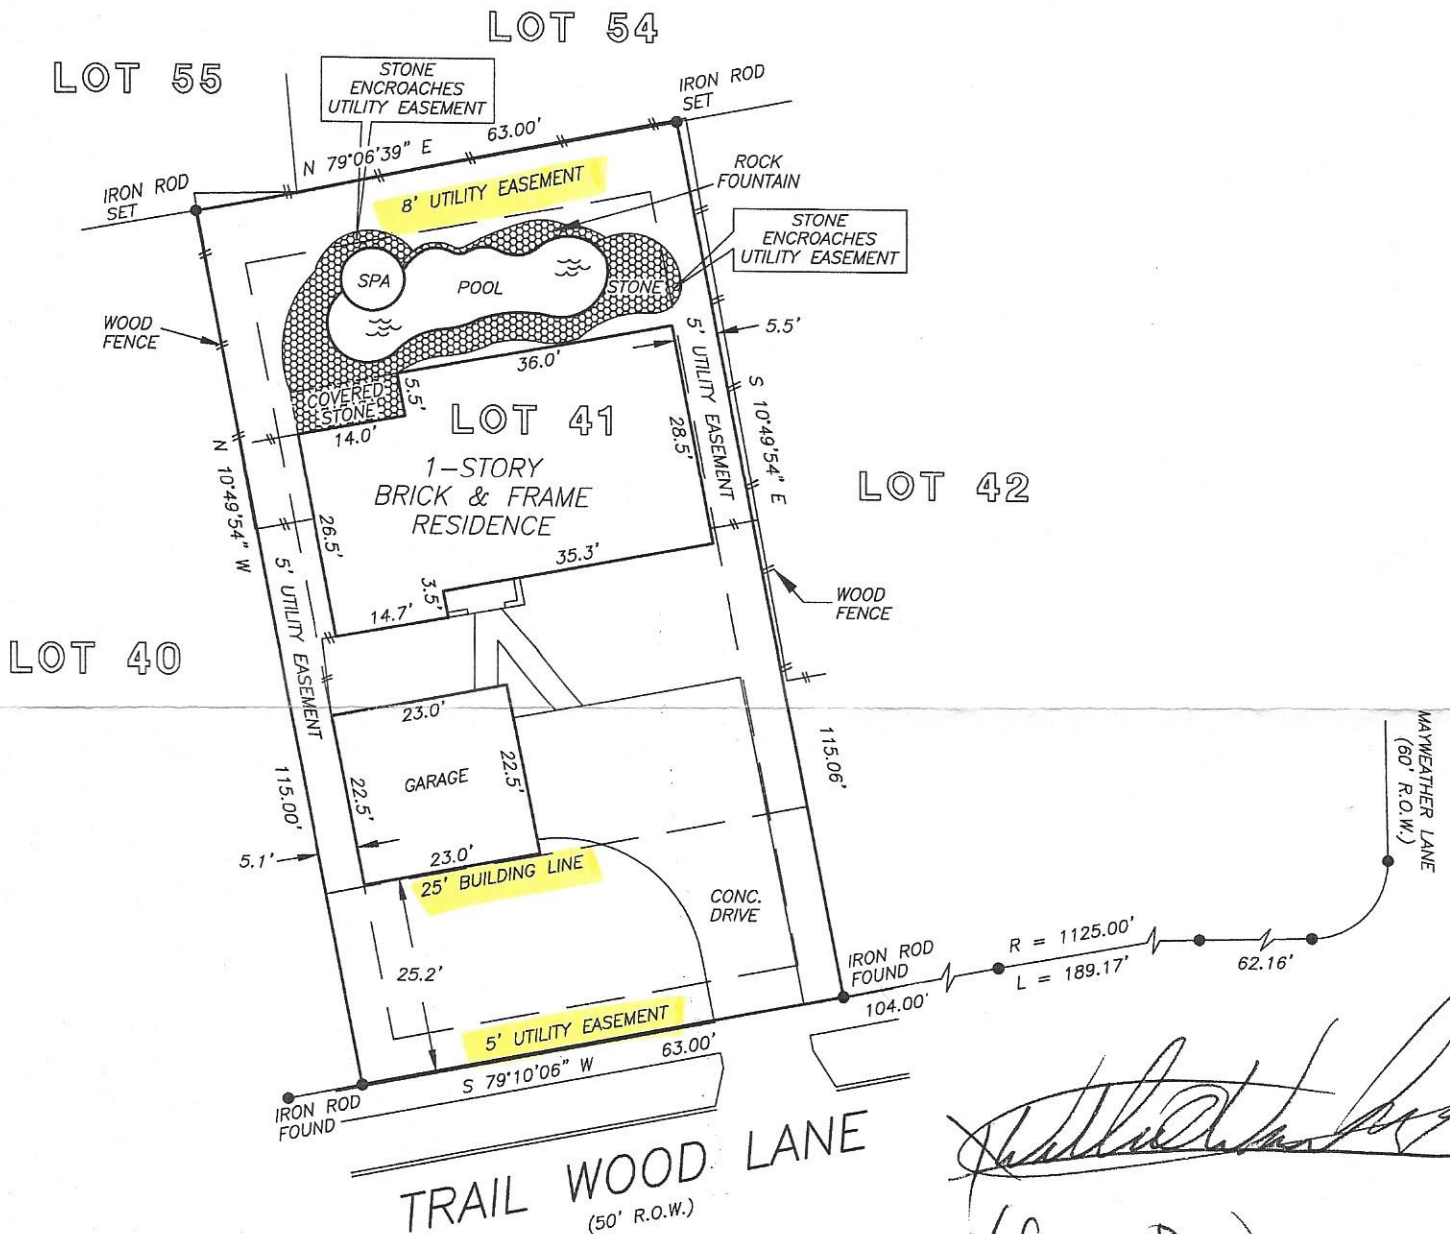 LOT 54
LOT 55
STONE
ENCROACHES
UTILITY EASEMENT
IRON ROD
SET
63.00'
N 79°06'39" E
ROCK
FOUNTAIN
IRON ROD
SET
8' UTILITY EASEMENT
STONE
ENCROACHES
UTILITY EASEMENT
SPA
POOL
STONE
WOOD
FENCE
5.5'
36.0'
5' UTILITY EASEMENT
S 10°49'54" E
COVERED
STONE
5.5'
14.0'
LOT 41
28.5'
1-STORY
BRICK & FRAME
RESIDENCE
LOT 42
N 10°49'54" W
26.5'
35.3'
3.5'
14.7'
WOOD
FENCE
5' UTILITY EASEMENT
LOT 40
23.0'
115.06'
MAYWEATHER LANE
(60' R.O.W.)
GARAGE
22.5'
22.5'
115.00'
5.1'
23.0'
25' BUILDING LINE
CONC.
DRIVE
25.2'
IRON ROD
FOUND
R = 1125.00'
L = 189.17'
62.16'
104.00'
5' UTILITY EASEMENT
63.00'
S 79°10'06" W
IRON ROD
FOUND
TRAIL WOOD LANE
(50' R.O.W.)